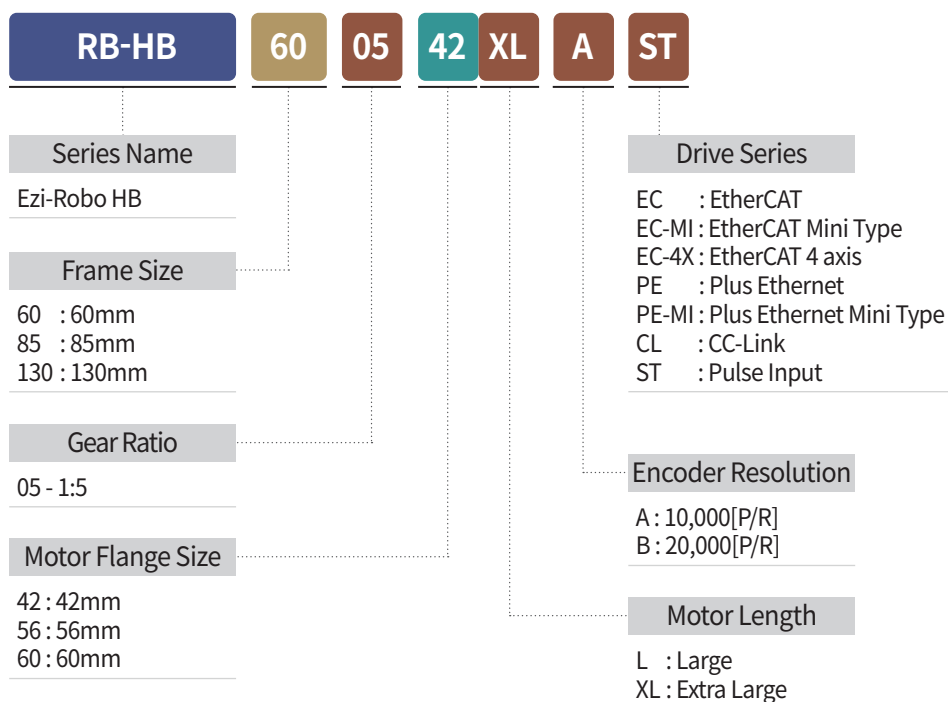 RB-HB 60 05 42 XL A ST
Series Name
Ezi-Robo HB
Frame Size
60 : 60mm
85 : 85mm
130 : 130mm
Gear Ratio
05 - 1:5
Motor Flange Size
42 : 42mm
56 : 56mm
60 : 60mm
Drive Series
EC : EtherCAT
EC-MI : EtherCAT Mini Type
EC-4X : EtherCAT 4 axis
PE : Plus Ethernet
PE-MI : Plus Ethernet Mini Type
CL : CC-Link
ST : Pulse Input
Encoder Resolution
A : 10,000[P/R]
B : 20,000[P/R]
Motor Length
L : Large
XL : Extra Large